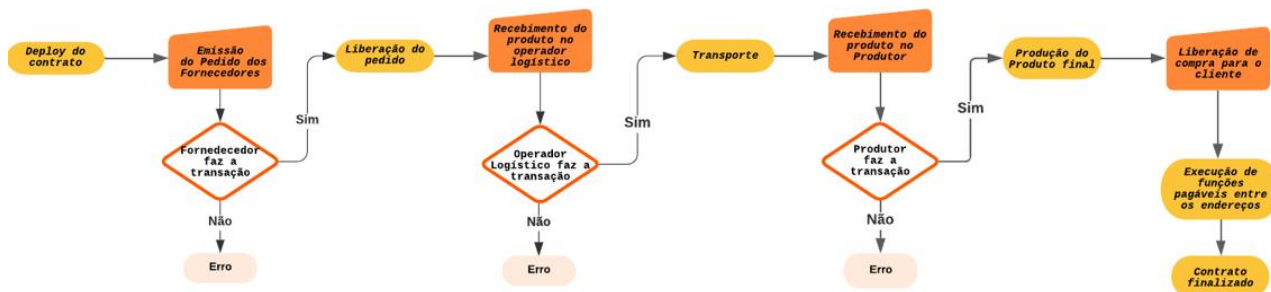 Deploy do
contrato
Emissão
do Pedido dos
Fornecedores
Fornedecedor
faz a
transação
Não
Erro
Sim
Liberação do
pedido
Recebimento do
produto no
operador
logístico
Operador
Logístico faz a
transação
Não
Erro
Sim
Transporte
Recebimento do
produto no
Produtor
Produtor
faz a
transação
Não
Erro
Sim
Produção do
Produto final
Liberação de
compra para o
cliente
Execução de
funções
pagáveis entre
os endereços
Contrato
finalizado